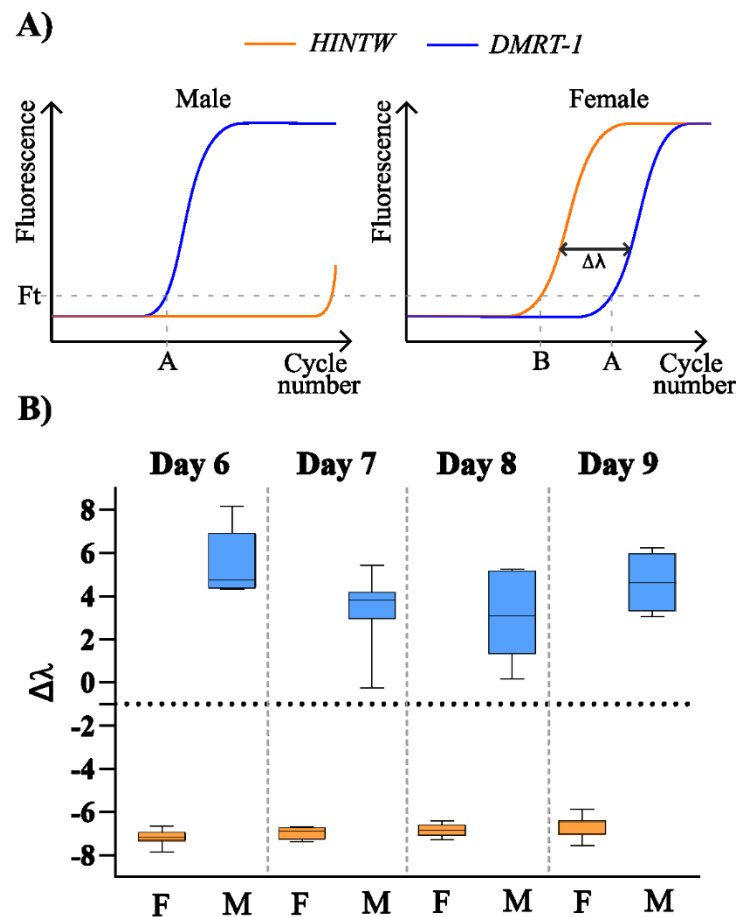 A)
HINTW DMRT-1
Male Female
Fluorescence Fluorescence
Δλ
Ft
A B A
Cycle number Cycle number
B)
Day 6 Day 7 Day 8 Day 9
8
6
4
2
0
Δλ
-2
-4
-6
-8
F M F M F M F M